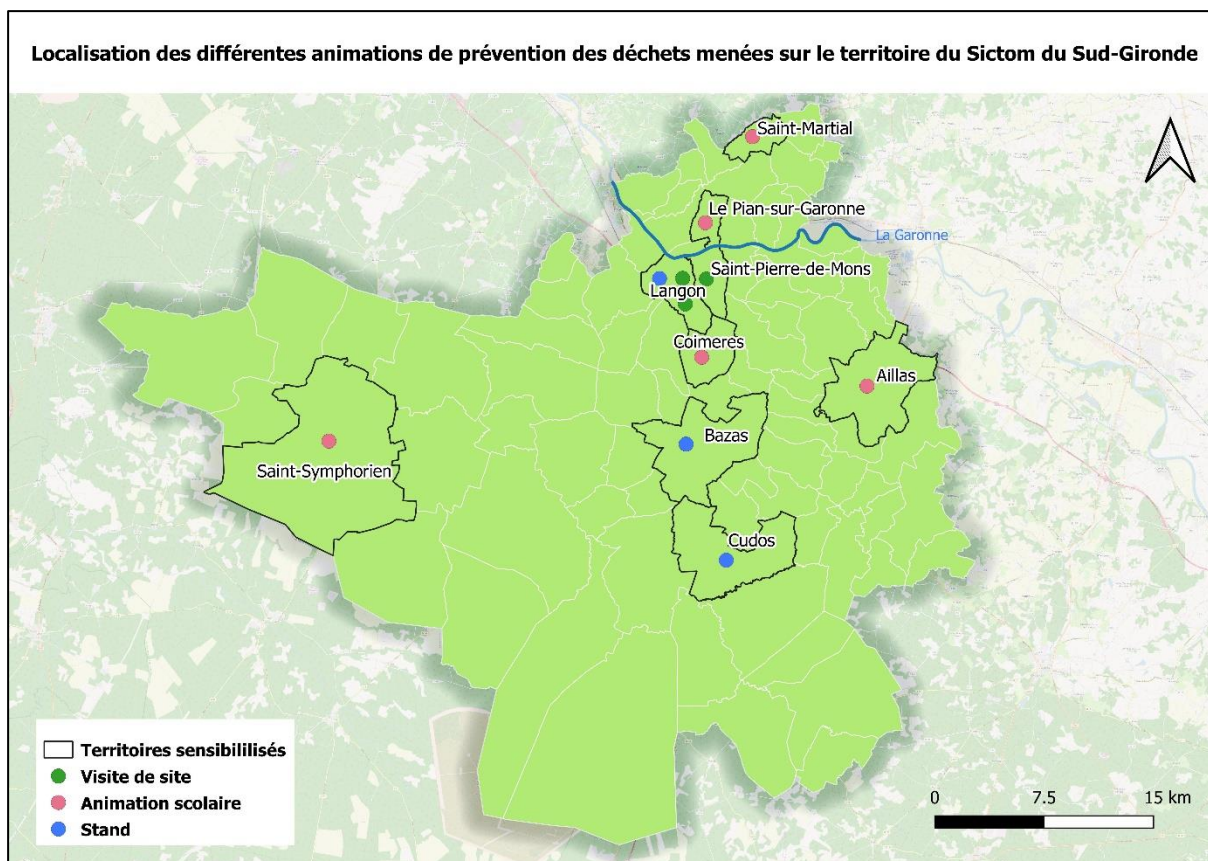 Localisation des différentes animations de prévention des déchets menées sur le territoire du Sictom du Sud-Gironde
Saint-Martial
Le Pian-sur-Garonne
La Garonne
Saint-Pierre-de-Mons
Langon
Coimères
Aillas
Bazas
Saint-Symphorien
Cudos
Territoires sensibililisés
Visite de site
Animation scolaire
Stand
0 7.5 15 km